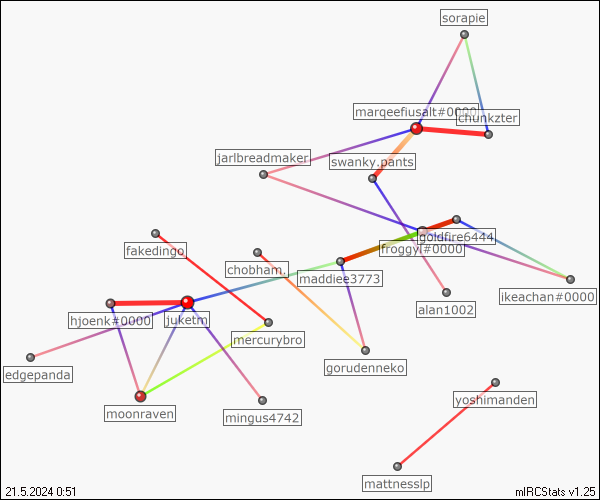 sorapie
marqeefiusalt#0000
chunkzter
jarlbreadmaker
swanky.pants
fakedingo
goldfire6444
ffroggyl#0000
chobham.
maddiee3773
ikeachan#0000
alan1002
hjoenk#0000
juketm
mercurybro
edgepanda
gorudenneko
moonraven
mingus4742
yoshimanden
mattnesslp
21.5.2024 0:51
mIRCStats v1.25